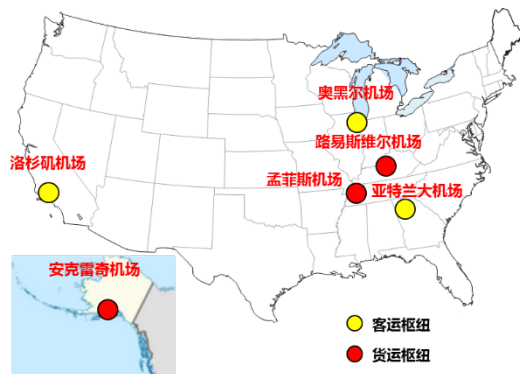 奥黑尔机场
路易斯维尔机场
洛杉矶机场
孟菲斯机场
亚特兰大机场
安克雷奇机场
客运枢纽
货运枢纽